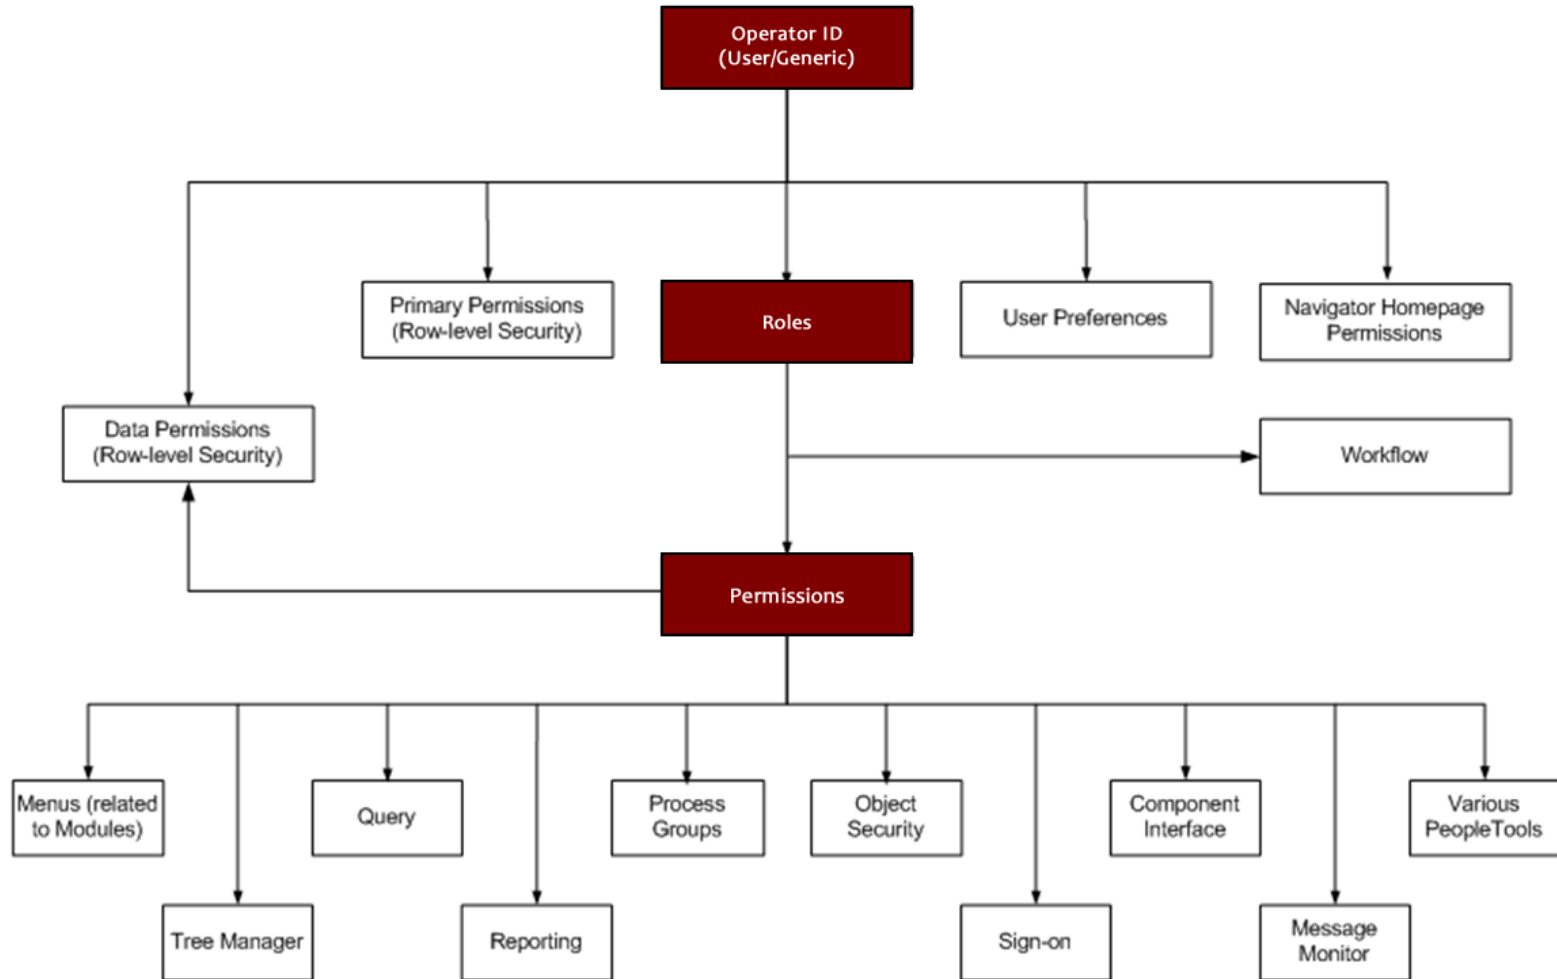 Operator ID
(User/Generic)
Primary Permissions
(Row-level Security)
Roles
User Preferences
Navigator Homepage
Permissions
Data Permissions
(Row-level Security)
Workflow
Permissions
Menus (related
to Modules)
Query
Process
Groups
Object
Security
Component
Interface
Various
PeopleTools
Tree Manager
Reporting
Sign-on
Message
Monitor